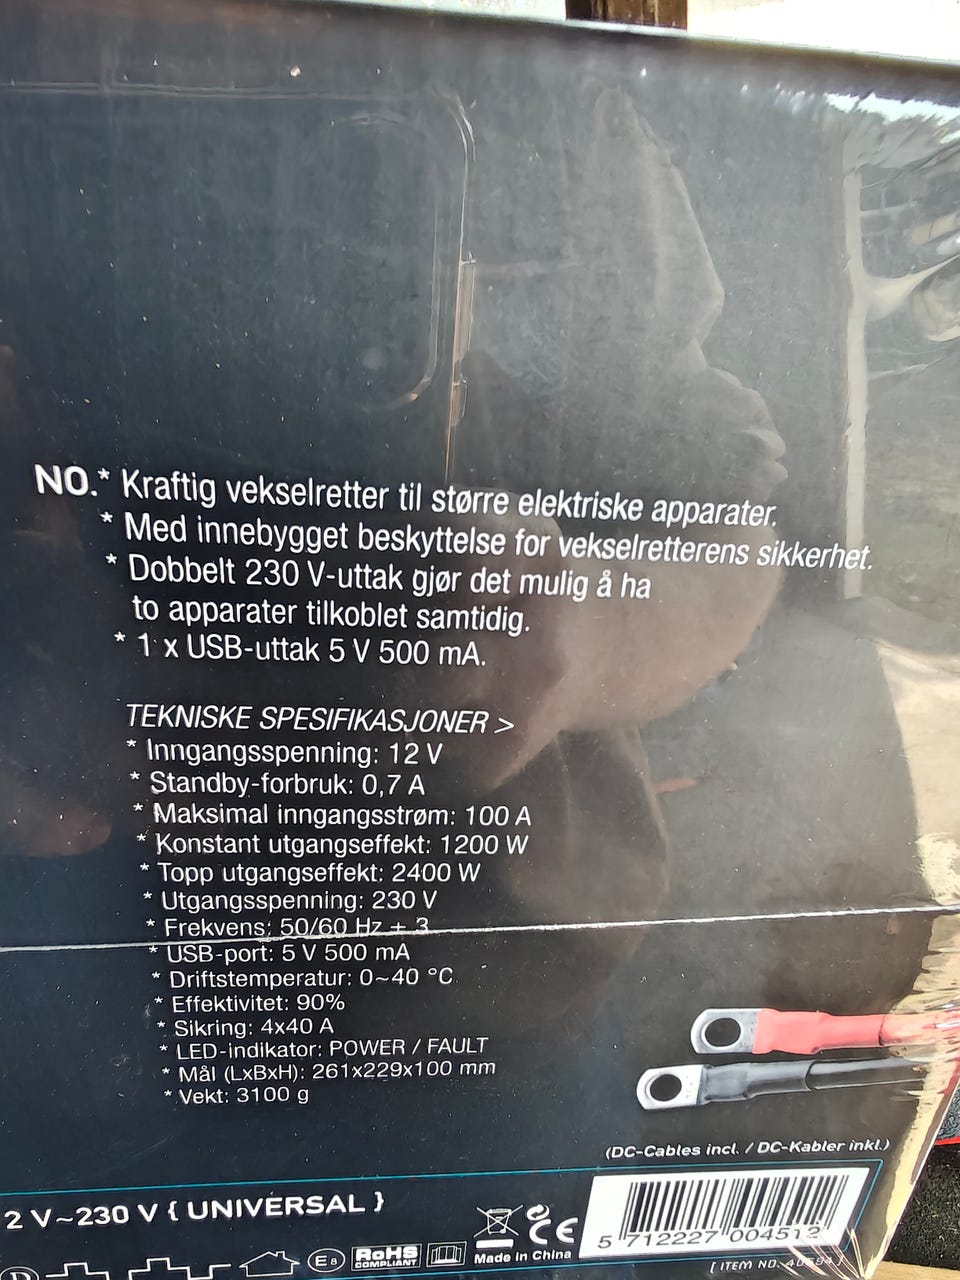 NO.* Kraftig vekselretter til større elektriske apparater.
* Med innebygget beskyttelse for vekselretterens sikkerhet.
* Dobbelt 230 V-uttak gjør det mulig å ha
to apparater tilkoblet samtidig.
* 1 x USB-uttak 5 V 500 mA.
TEKNISKE SPESIFIKASJONER >
* Inngangsspenning: 12 V
* Standby-forbruk: 0,7 A
* Maksimal inngangsstrøm: 100 A
* Konstant utgangseffekt: 1200 W
* Topp utgangseffekt: 2400 W
* Utgangsspenning: 230 V
* Frekvens: 50/60 Hz ± 3
* USB-port: 5 V 500 mA
* Driftstemperatur: 0~40 °C
* Effektivitet: 90%
* Sikring: 4x40 A
* LED-indikator: POWER / FAULT
* Mål (LxBxH): 261x229x100 mm
* Vekt: 3100 g
(DC-Cables incl. / DC-Kabler inkl.)
2 V~230 V { UNIVERSAL }
E8
RoHS
COMPLIANT
CE
Made in China
5 712227 004512
[ ITEM NO.